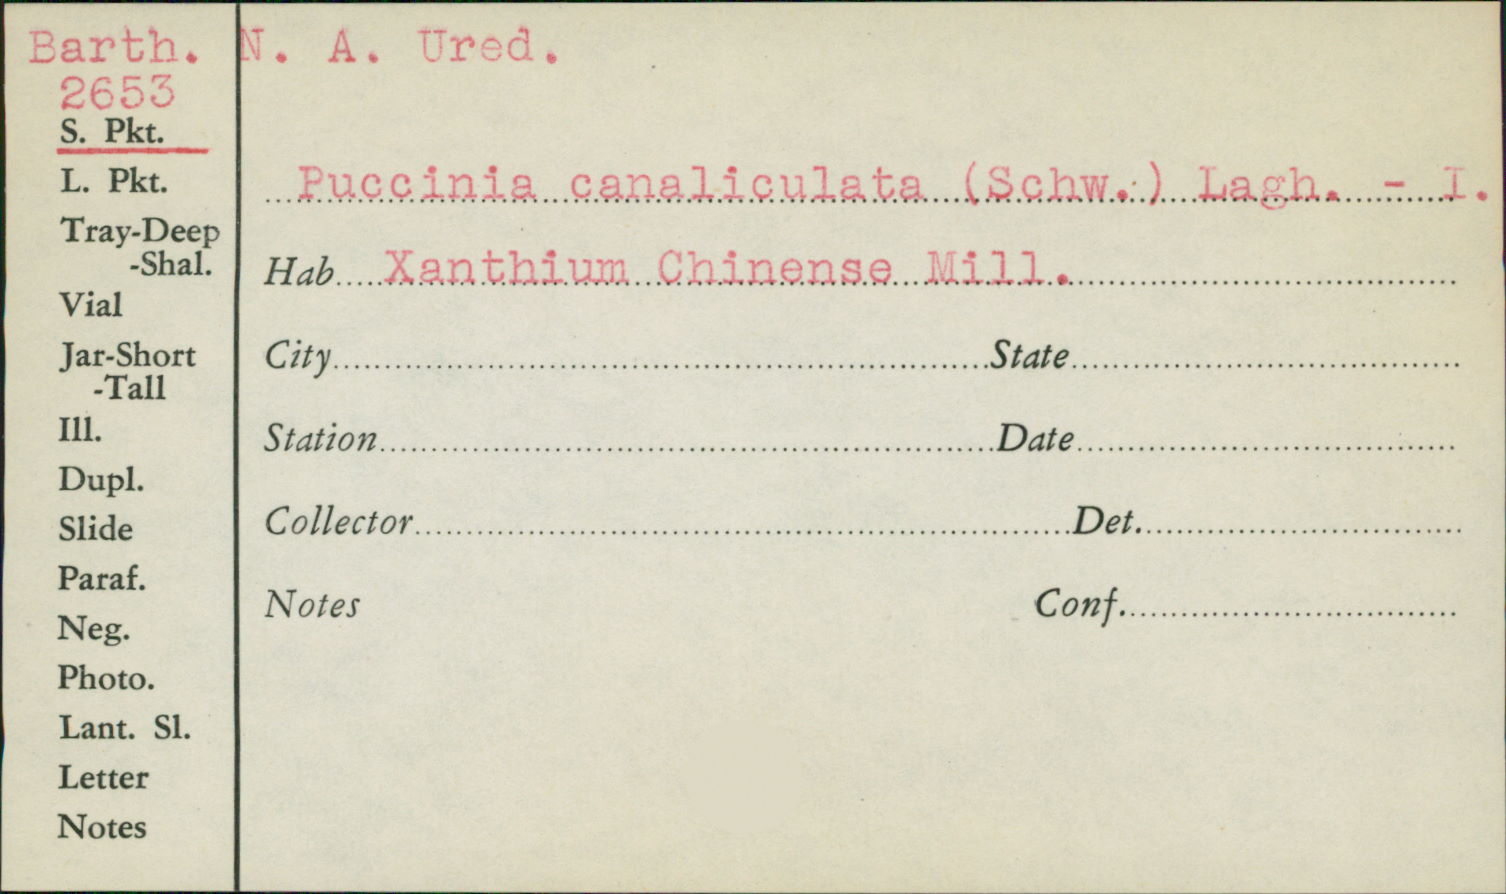 Barth. N. A. Ured.
2653
S. Pkt.
L. Pkt.
Tray-Deep
-Shal.
Vial
Jar-Short
-Tall
Ill.
Dupl.
Slide
Paraf.
Neg.
Photo.
Lant. Sl.
Letter
Notes
Puccinia canaliculata (Schw.) Lagh. - I.
Hab Xanthium Chinense Mill.
City State
Station Date
Collector Det.
Notes Conf.